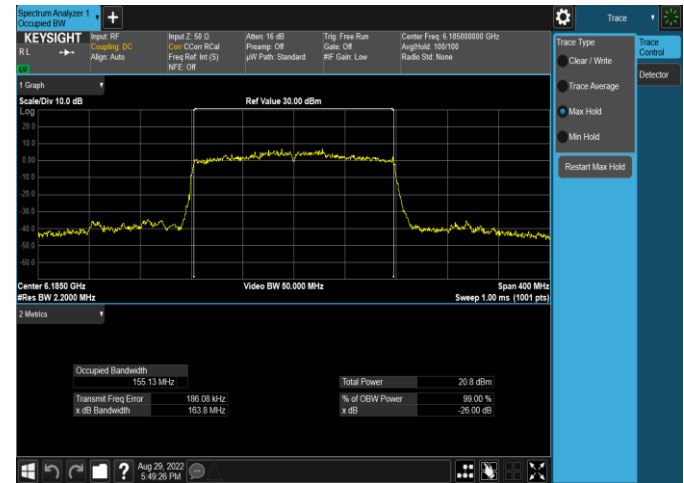 Spectrum Analyzer 1
Occupied BW
Trace
KEYSIGHT
Input: RF
Coupling: DC
Align: Auto
R L
Input Z: 50 Ω
Corr CCorr RCal
Freq Ref: Int (S)
NFE: Off
Atten: 16 dB
Preamp: Off
µW Path: Standard
Trig: Free Run
Gate: Off
#IF Gain: Low
Center Freq: 6.185000000 GHz
Avg|Hold: 100/100
Radio Std: None
Trace Type
Clear / Write
Trace Average
Max Hold
Min Hold
Restart Max Hold
Trace
Control
Detector
1 Graph
Scale/Div 10.0 dB
Ref Value 30.00 dBm
Log
20.0
10.0
0.00
-10.0
-20.0
-30.0
-40.0
-50.0
-60.0
Center 6.1850 GHz
Video BW 50.000 MHz
Span 400 MHz
#Res BW 2.2000 MHz
Sweep 1.00 ms (1001 pts)
2 Metrics
Occupied Bandwidth
155.13 MHz
Total Power
20.8 dBm
Transmit Freq Error
186.08 kHz
% of OBW Power
99.00 %
x dB Bandwidth
163.8 MHz
x dB
-26.00 dB
Aug 29, 2022
5:49:26 PM